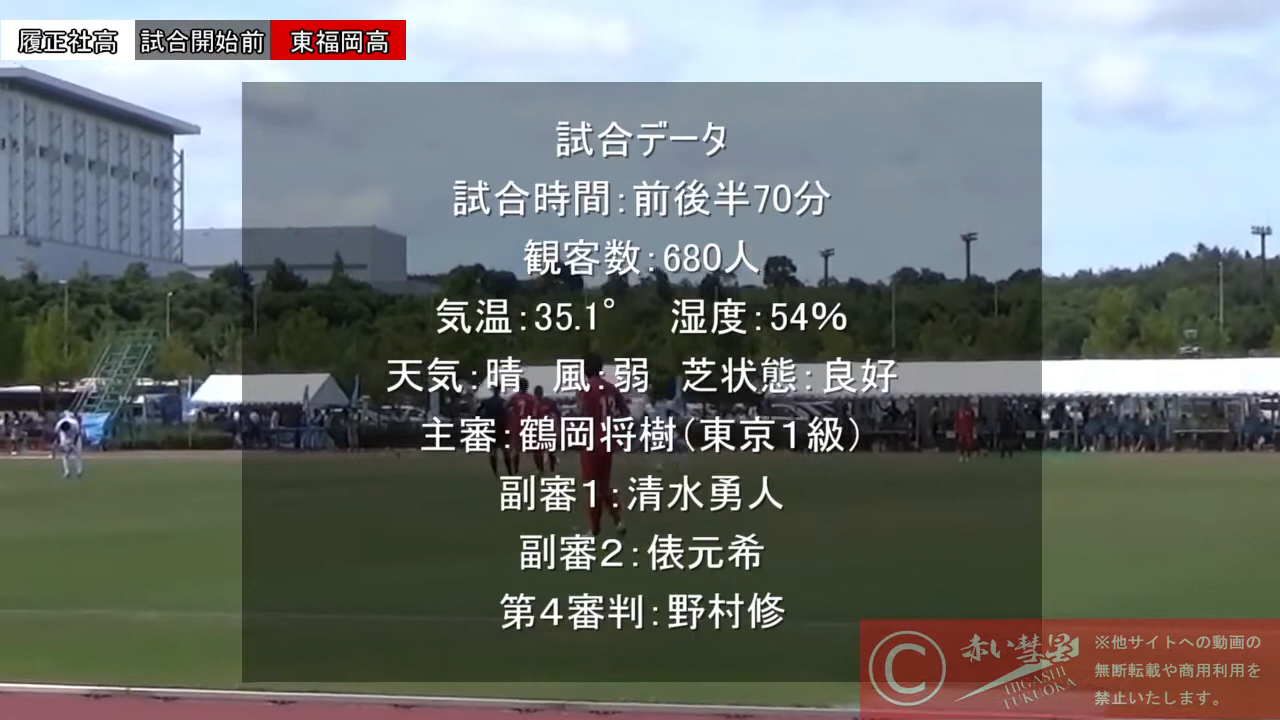 履正社高 試合開始前 東福岡高
試合データ
試合時間：前後半70分
観客数：680人
気温：35.1° 湿度：54%
天気：晴 風：弱 芝状態：良好
主審：鶴岡将樹（東京１級）
副審１：清水勇人
副審２：俵元希
第４審判：野村修
C 赤い彗星
HIGASHI
FUKUOKA
※他サイトへの動画の
無断転載や商用利用を
禁止いたします。